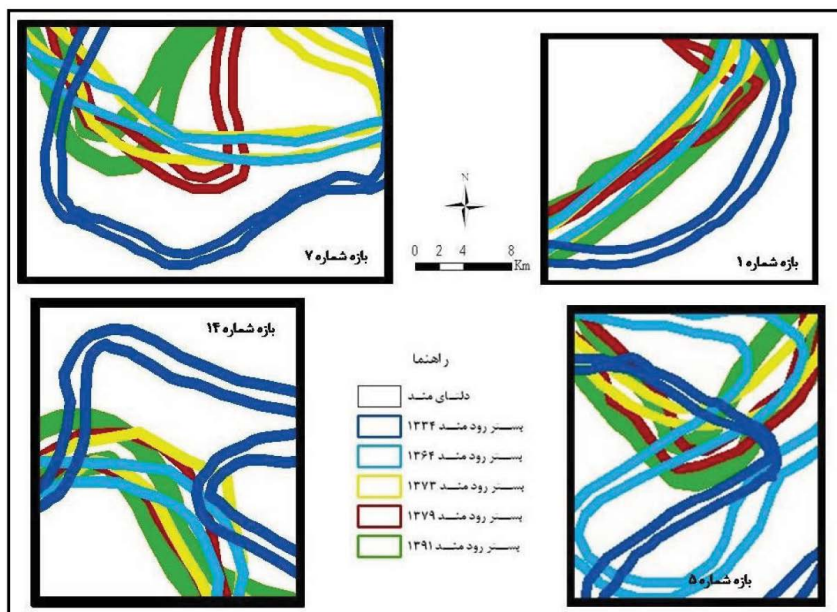 بازه شماره ۷
بازه شماره ۱
N
0 2 4 8
Km
بازه شماره ۱۴
راهنما
دلتای مند
بستر رود مند ۱۳۳۴
بستر رود مند ۱۳۶۴
بستر رود مند ۱۳۷۳
بستر رود مند ۱۳۷۹
بستر رود مند ۱۳۹۱
بازه شماره ۵